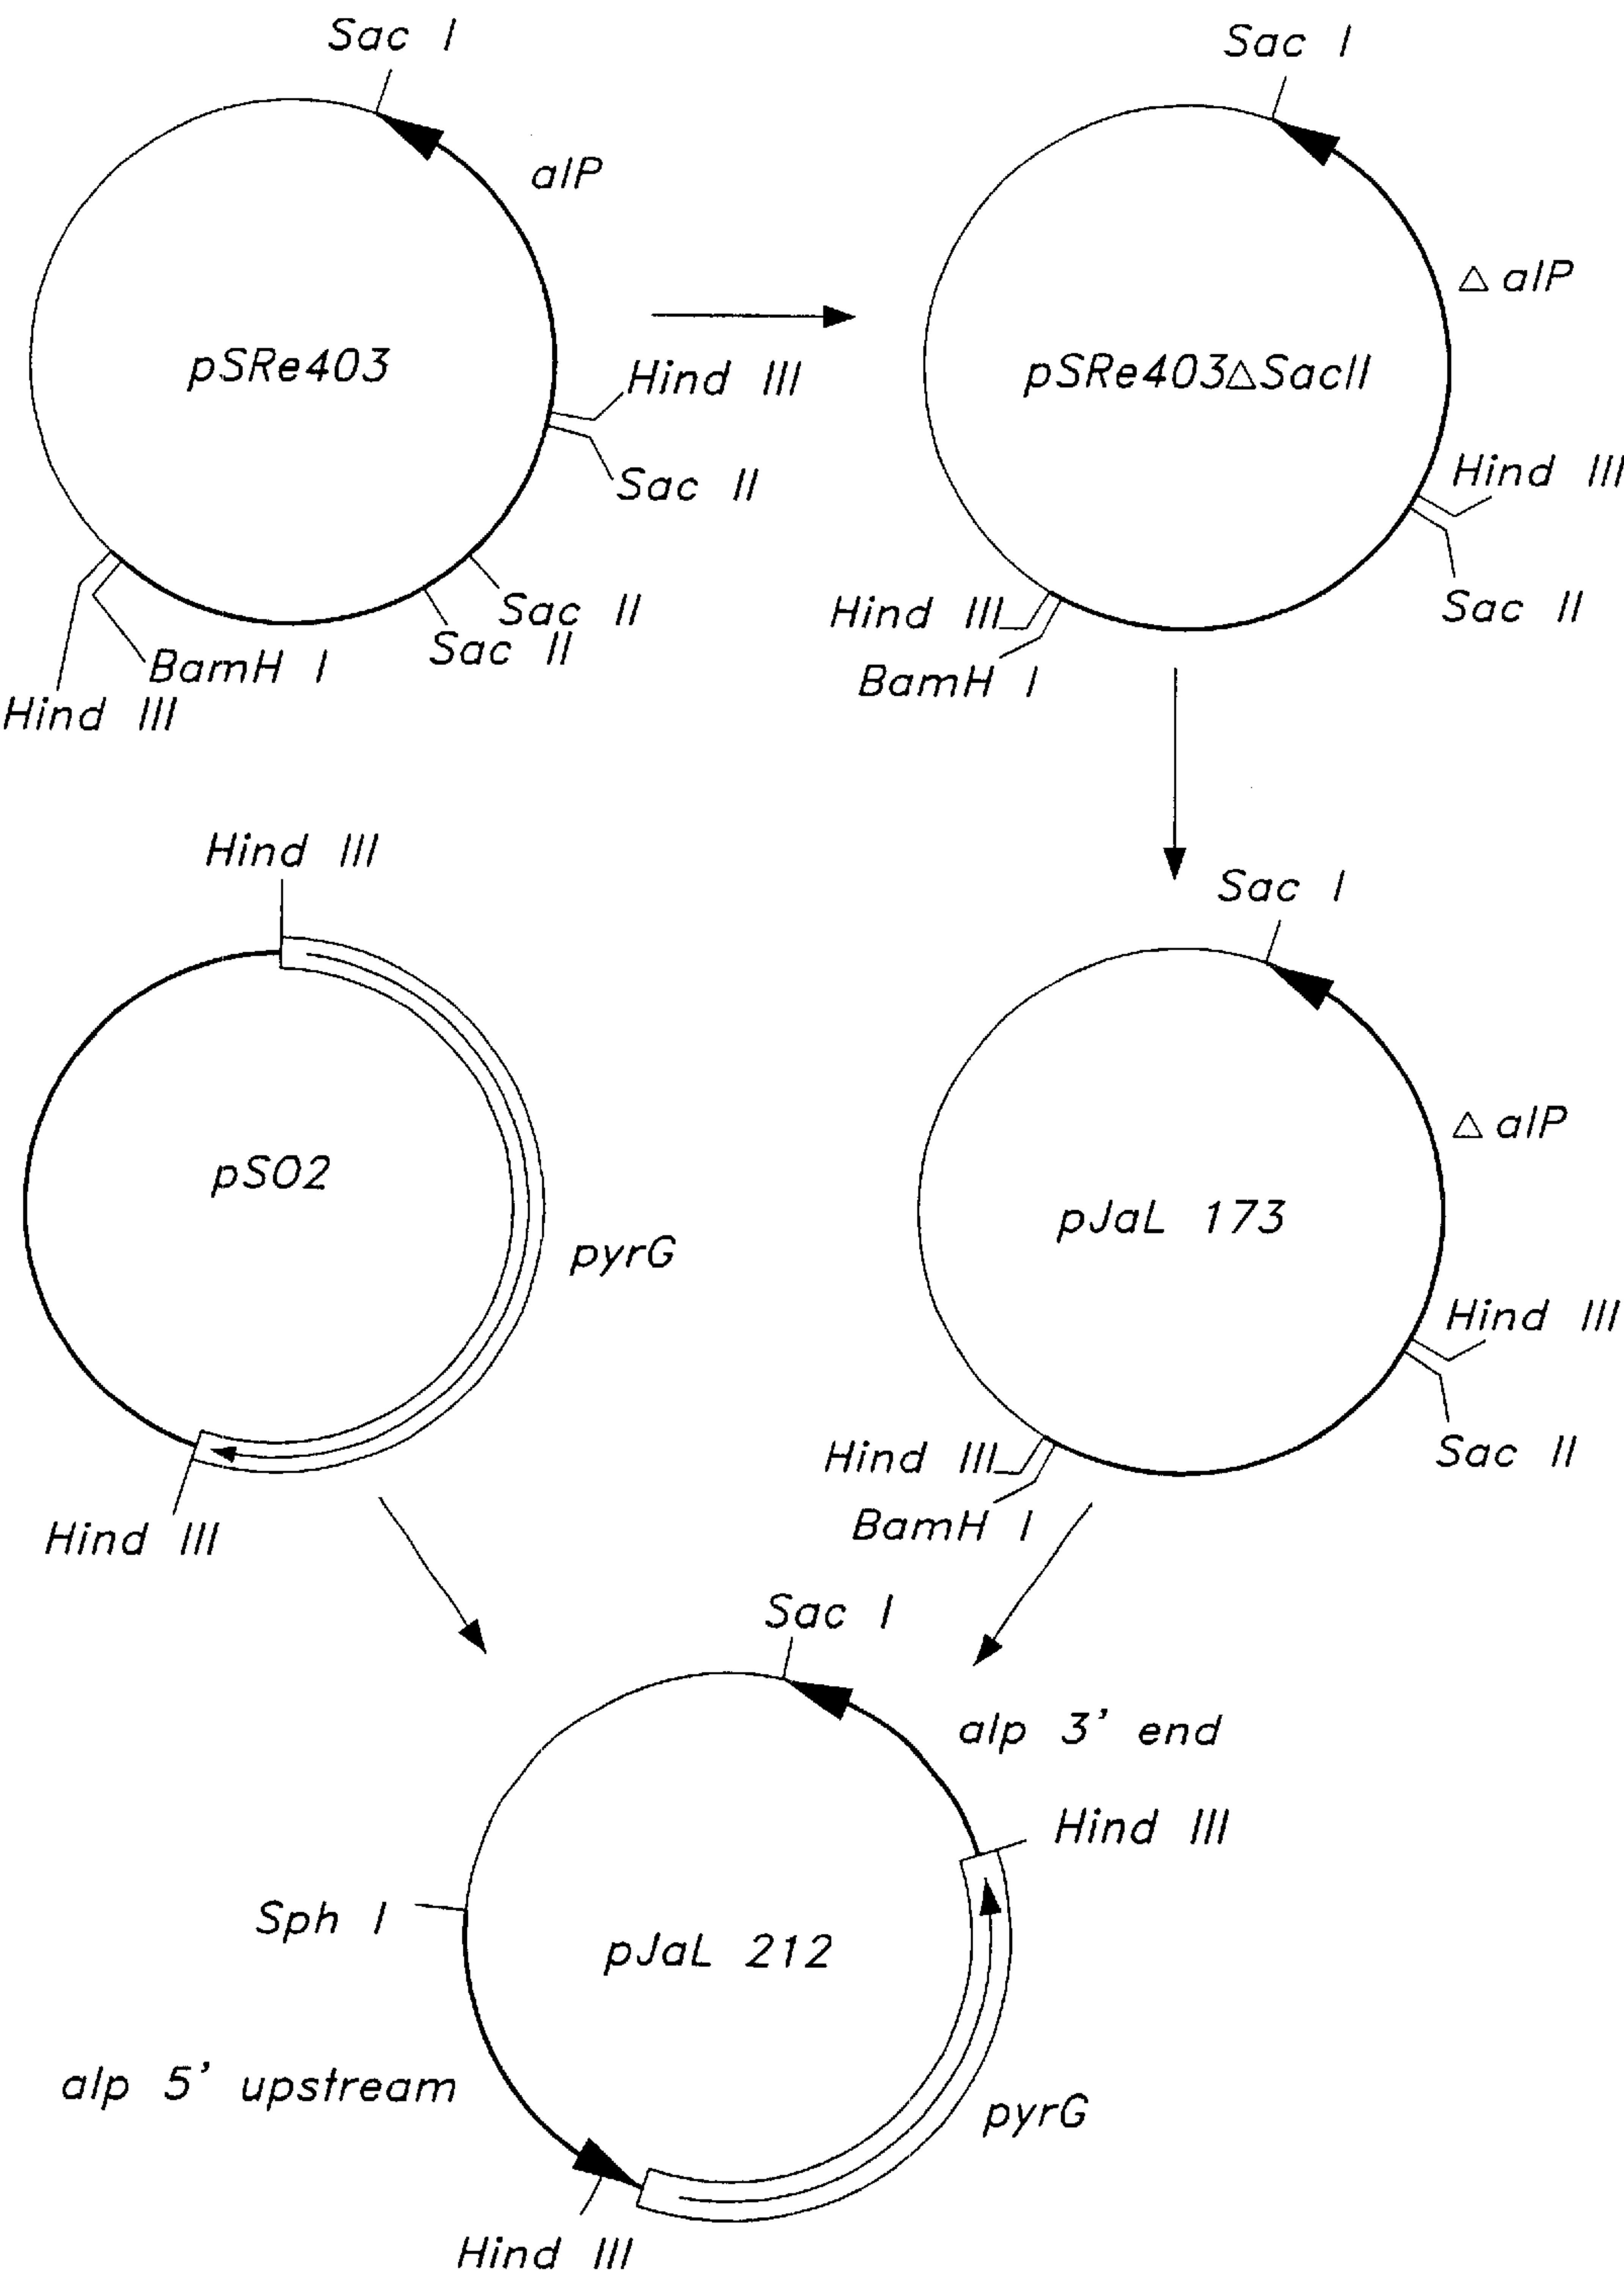 Sac I
alP
pSRe403
Hind III
Sac II
Sac II
Sac II
BamH I
Hind III
Sac I
△ alP
pSRe403△SacII
Hind III
Sac II
Hind III
BamH I
Hind III
pSO2
pyrG
Hind III
Sac I
△ alP
pJaL 173
Hind III
Sac II
Hind III
BamH I
Sac I
alp 3' end
Hind III
Sph I
pJaL 212
alp 5' upstream
pyrG
Hind III